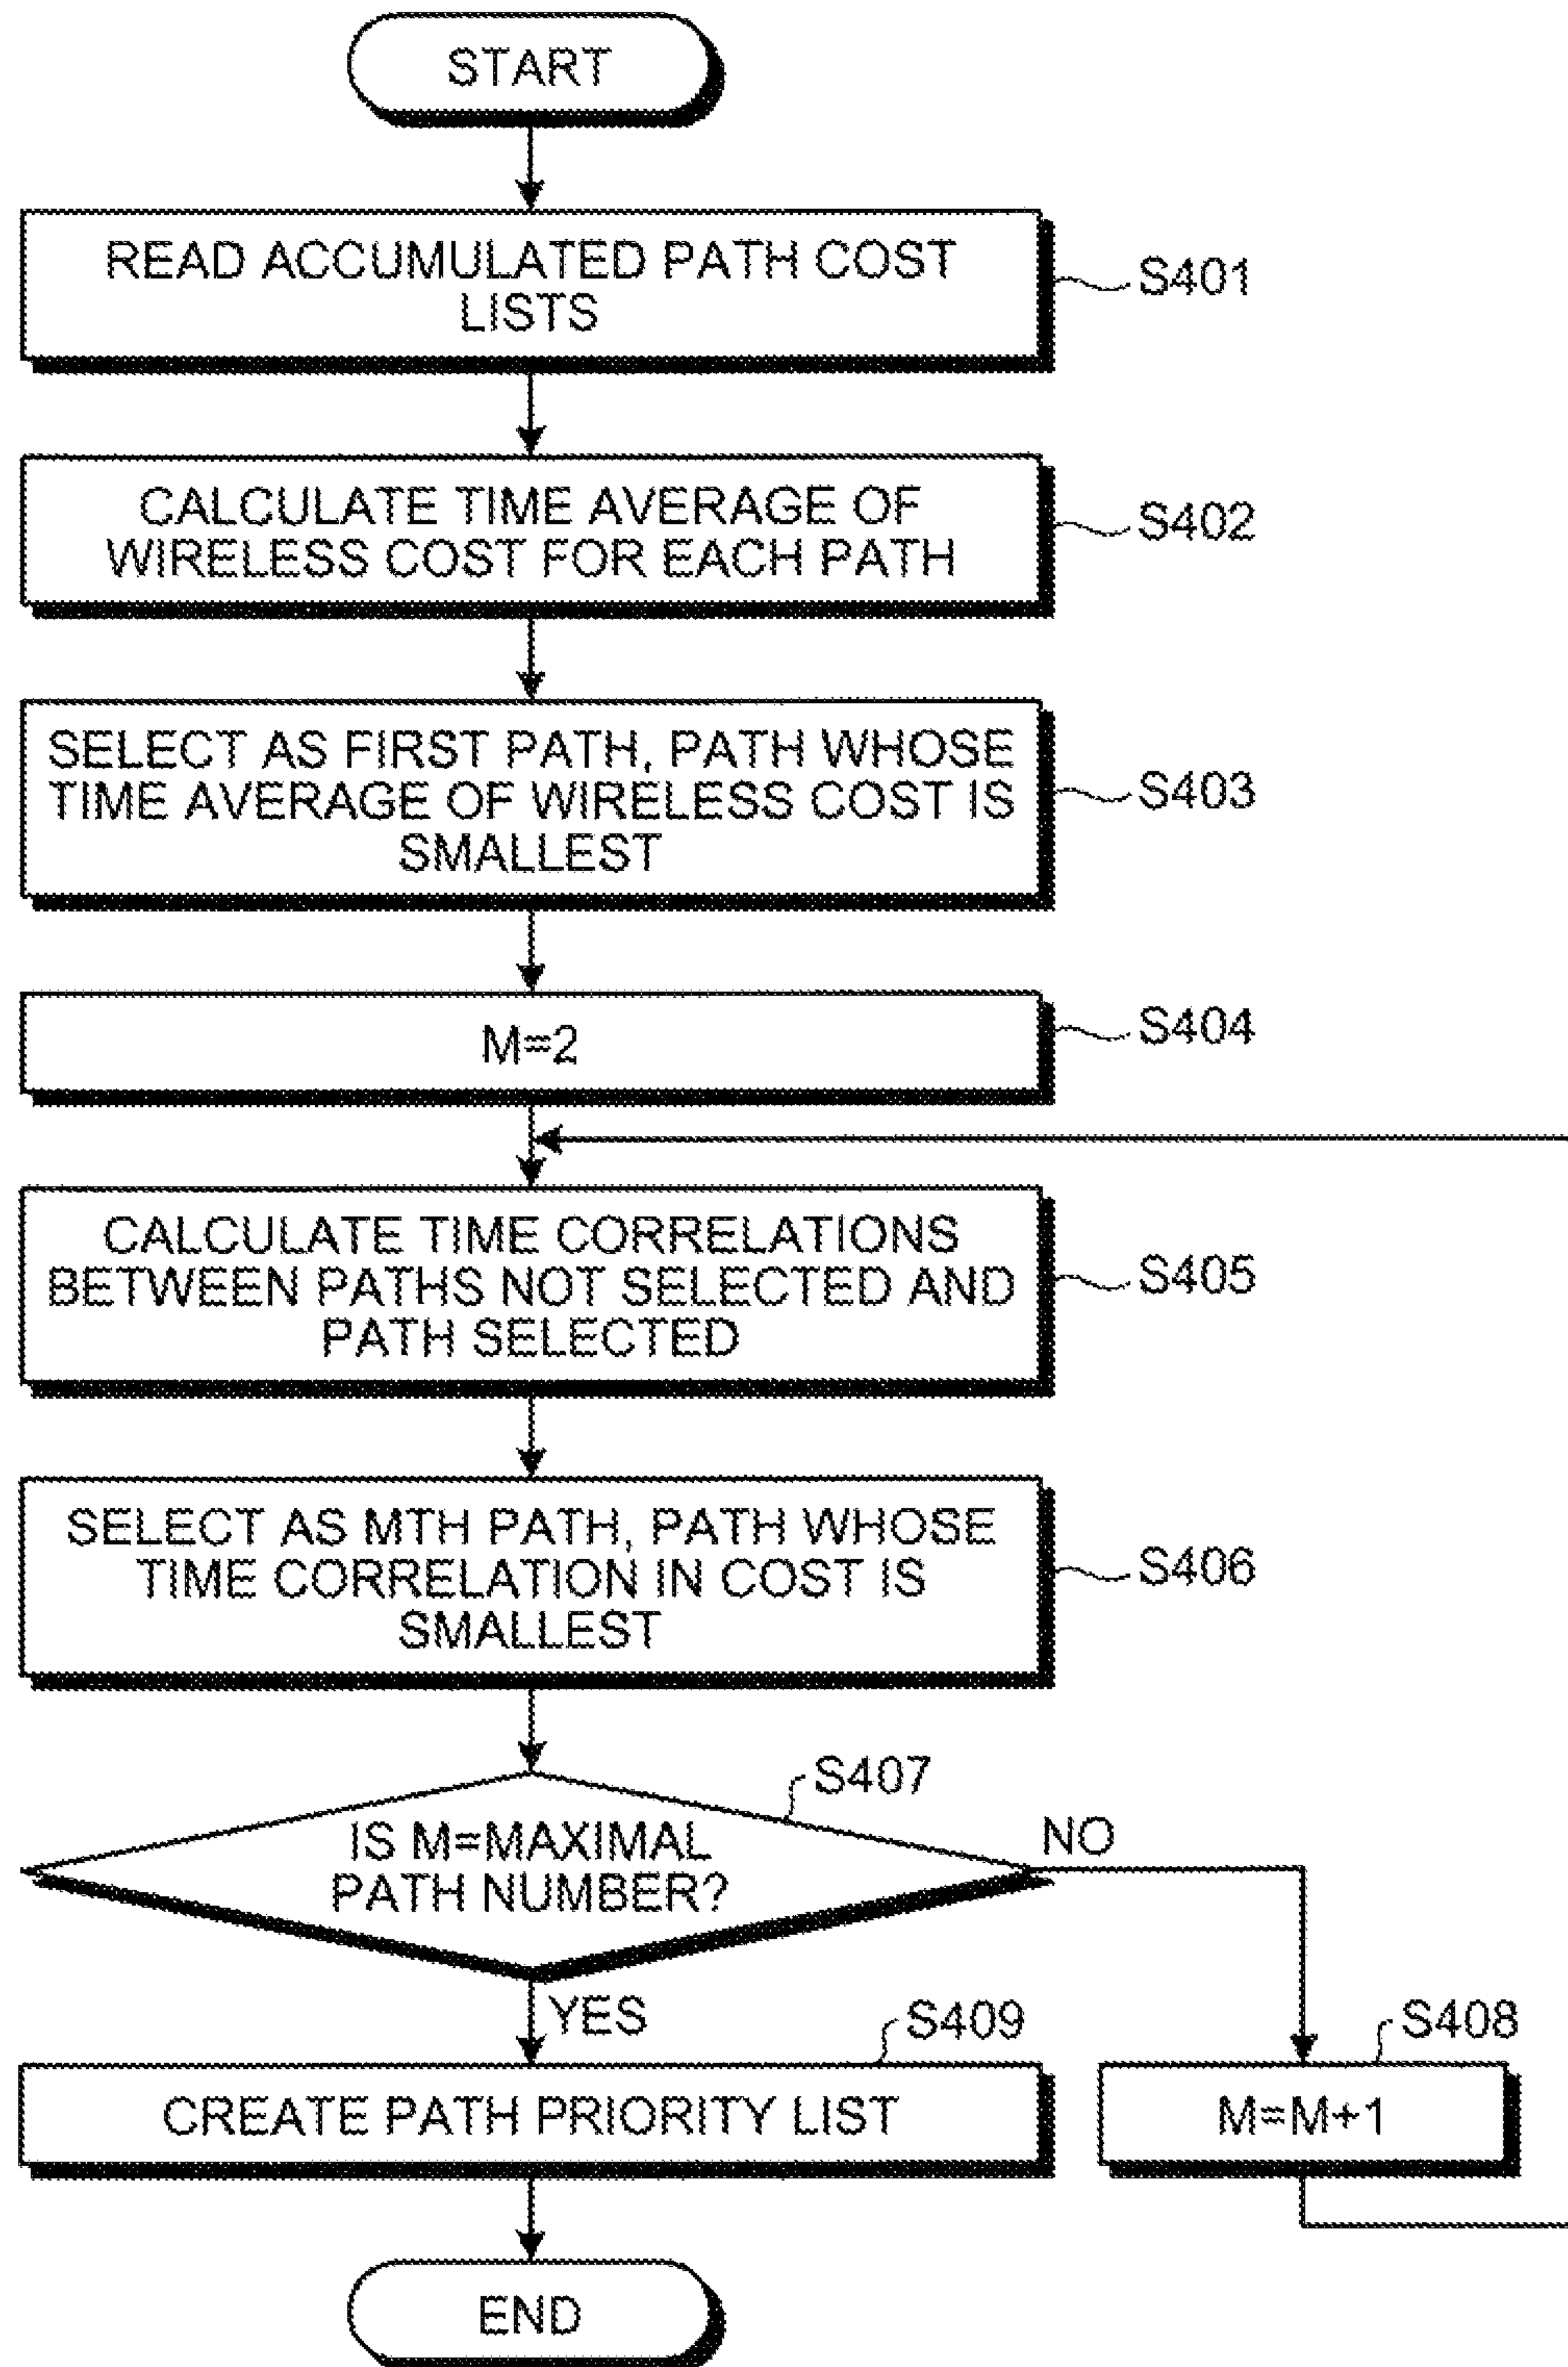 START
READ ACCUMULATED PATH COST
LISTS
S401
CALCULATE TIME AVERAGE OF
WIRELESS COST FOR EACH PATH
S402
SELECT AS FIRST PATH, PATH WHOSE
TIME AVERAGE OF WIRELESS COST IS
SMALLEST
S403
M=2
S404
CALCULATE TIME CORRELATIONS
BETWEEN PATHS NOT SELECTED AND
PATH SELECTED
S405
SELECT AS MTH PATH, PATH WHOSE
TIME CORRELATION IN COST IS
SMALLEST
S406
S407
IS M=MAXIMAL
PATH NUMBER?
NO
YES
S409
S408
CREATE PATH PRIORITY LIST
M=M+1
END